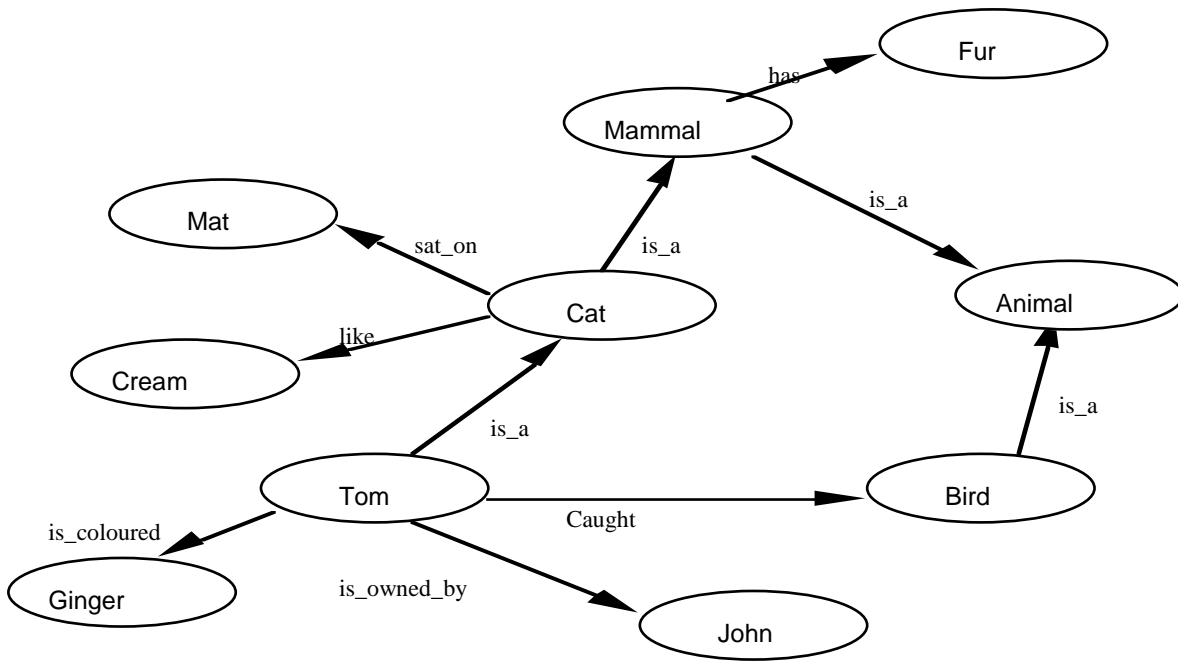 Fur
has
Mammal
is_a
Mat
sat_on
is_a
Cat
Animal
like
Cream
is_a
is_a
Tom
Caught
Bird
is_coloured
Ginger
is_owned_by
John